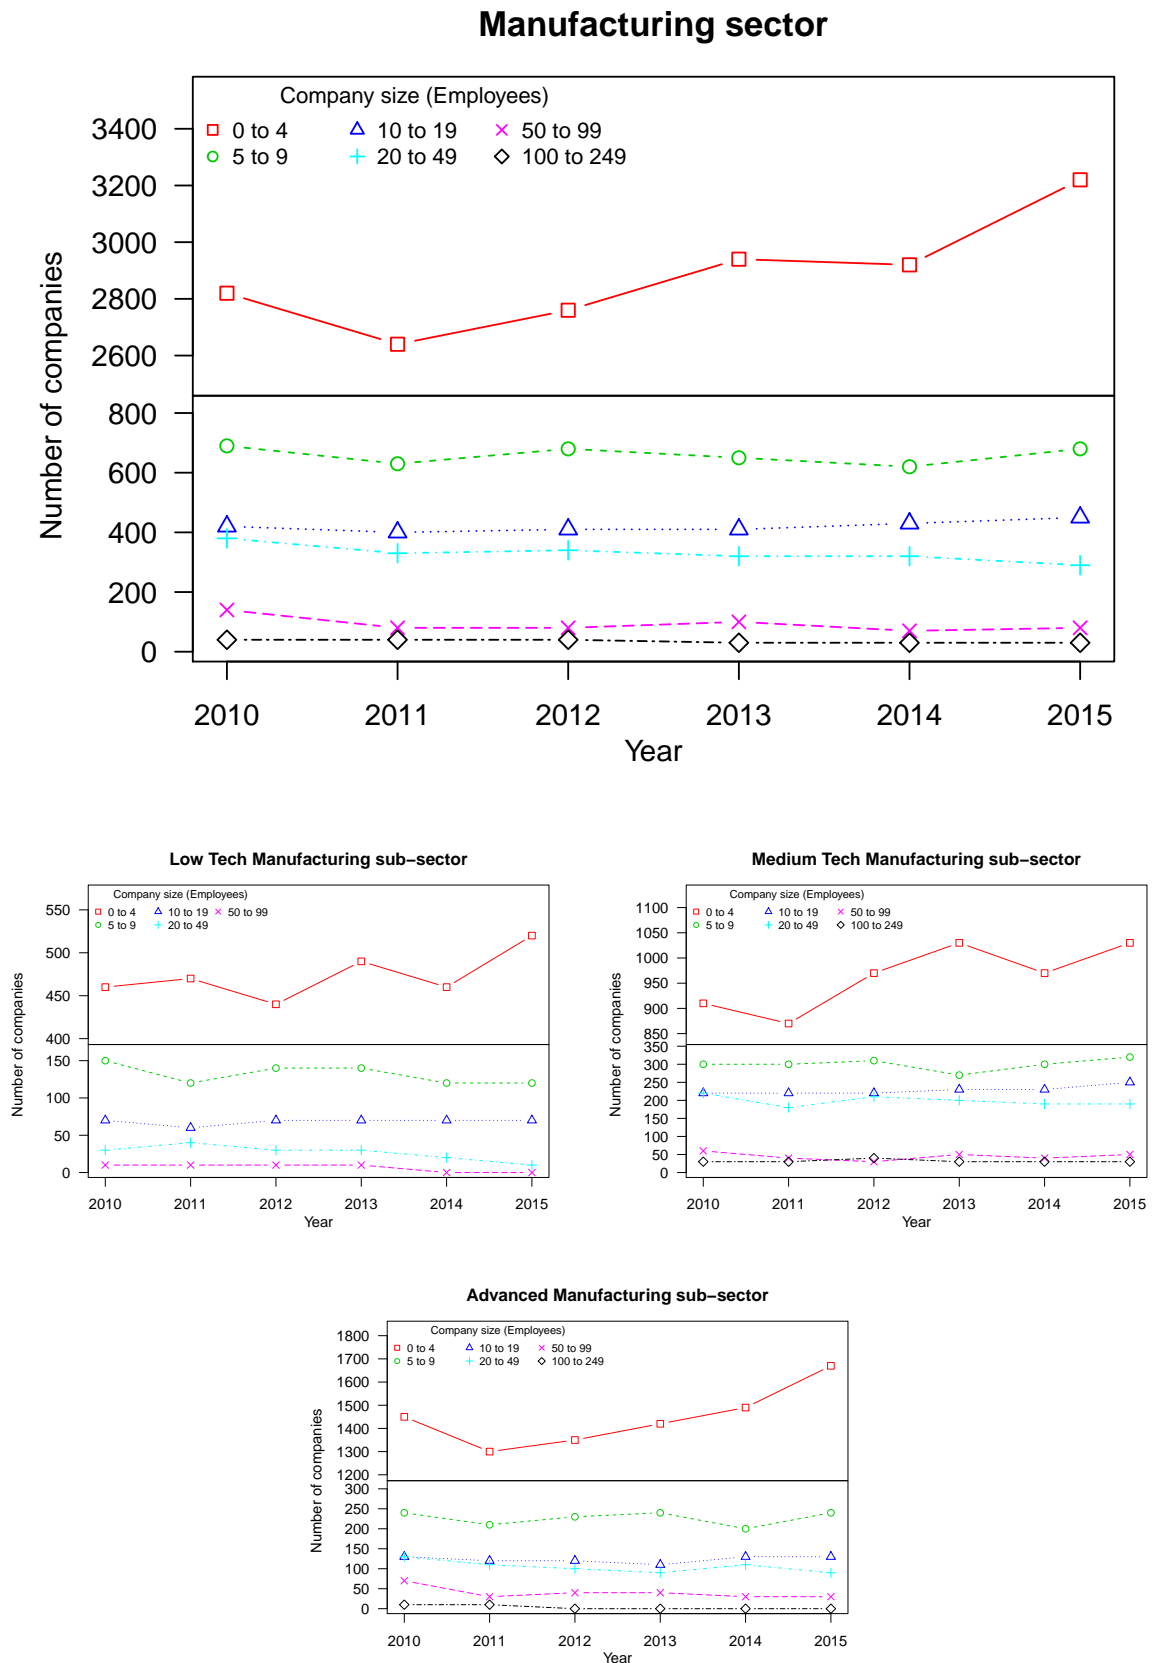 Manufacturing sector
Company size (Employees)
0 to 4 10 to 19 50 to 99
5 to 9 20 to 49 100 to 249
3400
3200
3000
2800
2600
800
600
400
200
0
Number of companies
2010 2011 2012 2013 2014 2015
Year
Low Tech Manufacturing sub−sector
Company size (Employees)
0 to 4 10 to 19 50 to 99
5 to 9 20 to 49
550
500
450
400
150
100
50
0
Number of companies
2010 2011 2012 2013 2014 2015
Year
Medium Tech Manufacturing sub−sector
Company size (Employees)
0 to 4 10 to 19 50 to 99
5 to 9 20 to 49 100 to 249
1100
1050
1000
950
900
850
350
300
250
200
150
100
50
0
Number of companies
2010 2011 2012 2013 2014 2015
Year
Advanced Manufacturing sub−sector
Company size (Employees)
0 to 4 10 to 19 50 to 99
5 to 9 20 to 49 100 to 249
1800
1700
1600
1500
1400
1300
1200
300
250
200
150
100
50
0
Number of companies
2010 2011 2012 2013 2014 2015
Year